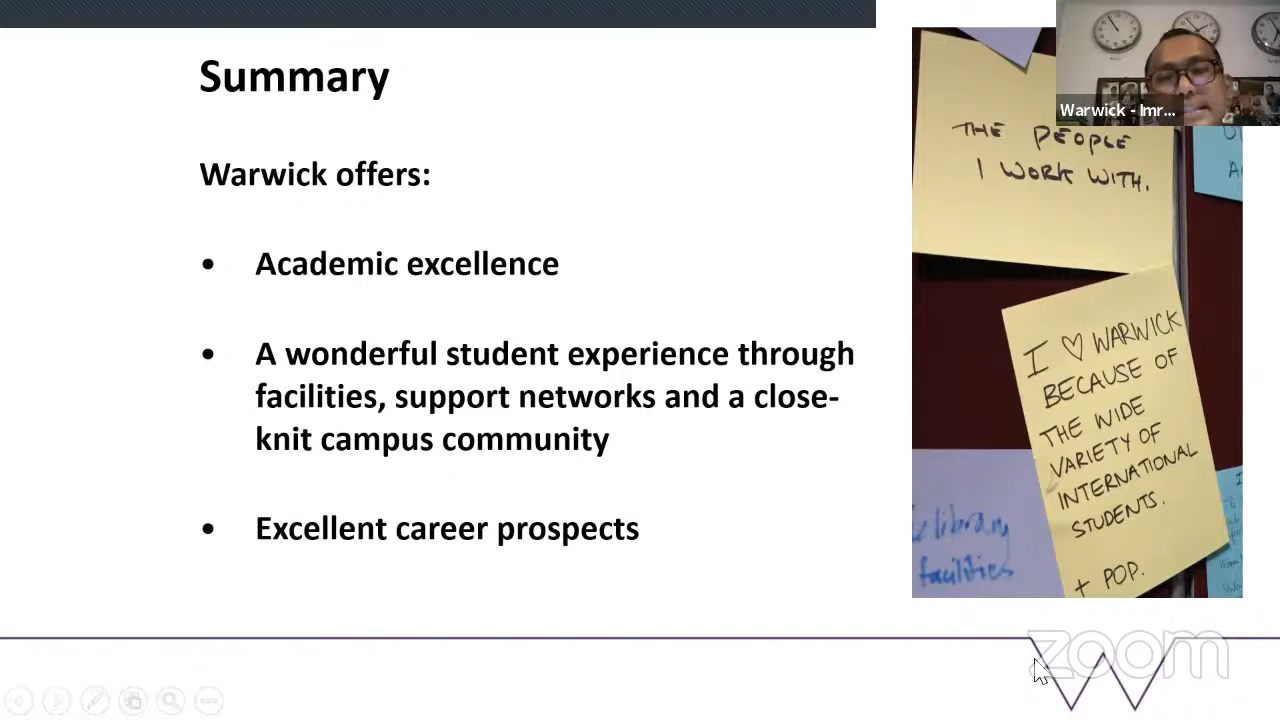 Summary
Warwick offers:
• Academic excellence
• A wonderful student experience through
facilities, support networks and a close-
knit campus community
• Excellent career prospects
Warwick - Imr...
THE PEOPLE
I WORK WITH.
I ♡ WARWICK
BECAUSE OF
THE WIDE
VARIETY OF
INTERNATIONAL
STUDENTS.
+ POP.
library
facilities
zoom